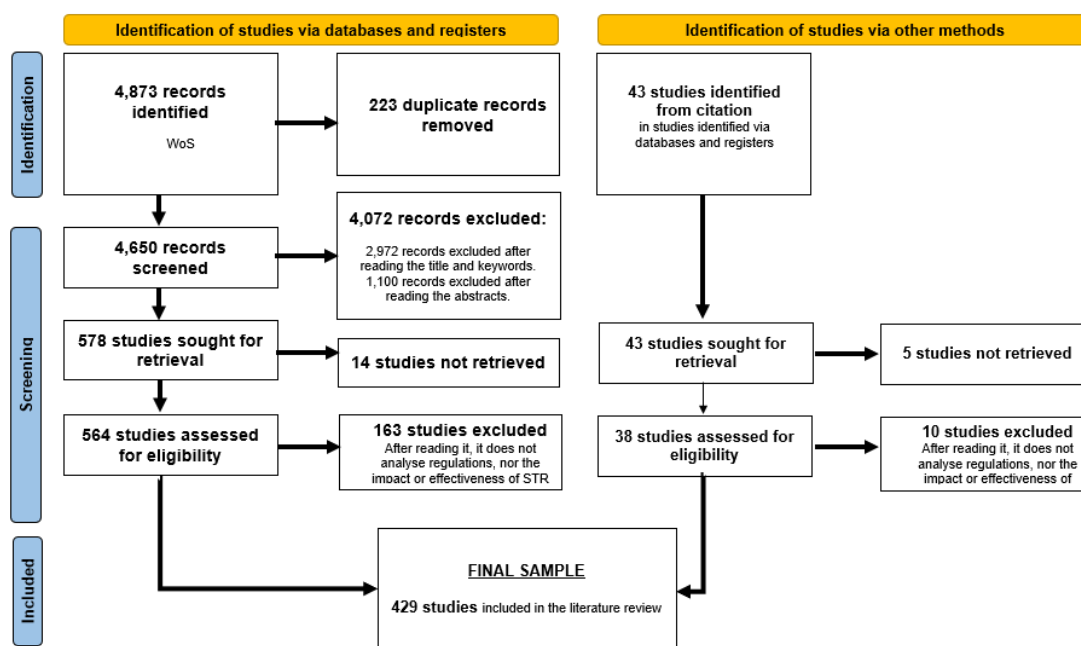 Identification of studies via databases and registers
Identification of studies via other methods
Identification
4,873 records
identified
WoS
223 duplicate records
removed
43 studies identified
from citation
in studies identified via
databases and registers
Screening
4,650 records
screened
4,072 records excluded:
2,972 records excluded after
reading the title and keywords.
1,100 records excluded after
reading the abstracts.
578 studies sought for
retrieval
14 studies not retrieved
43 studies sought for
retrieval
5 studies not retrieved
564 studies assessed
for eligibility
163 studies excluded
After reading it, it does not
analyse regulations, nor the
impact or effectiveness of STR
38 studies assessed for
eligibility
10 studies excluded
After reading it, it does not
analyse regulations, nor the
impact or effectiveness of
Included
FINAL SAMPLE
429 studies included in the literature review